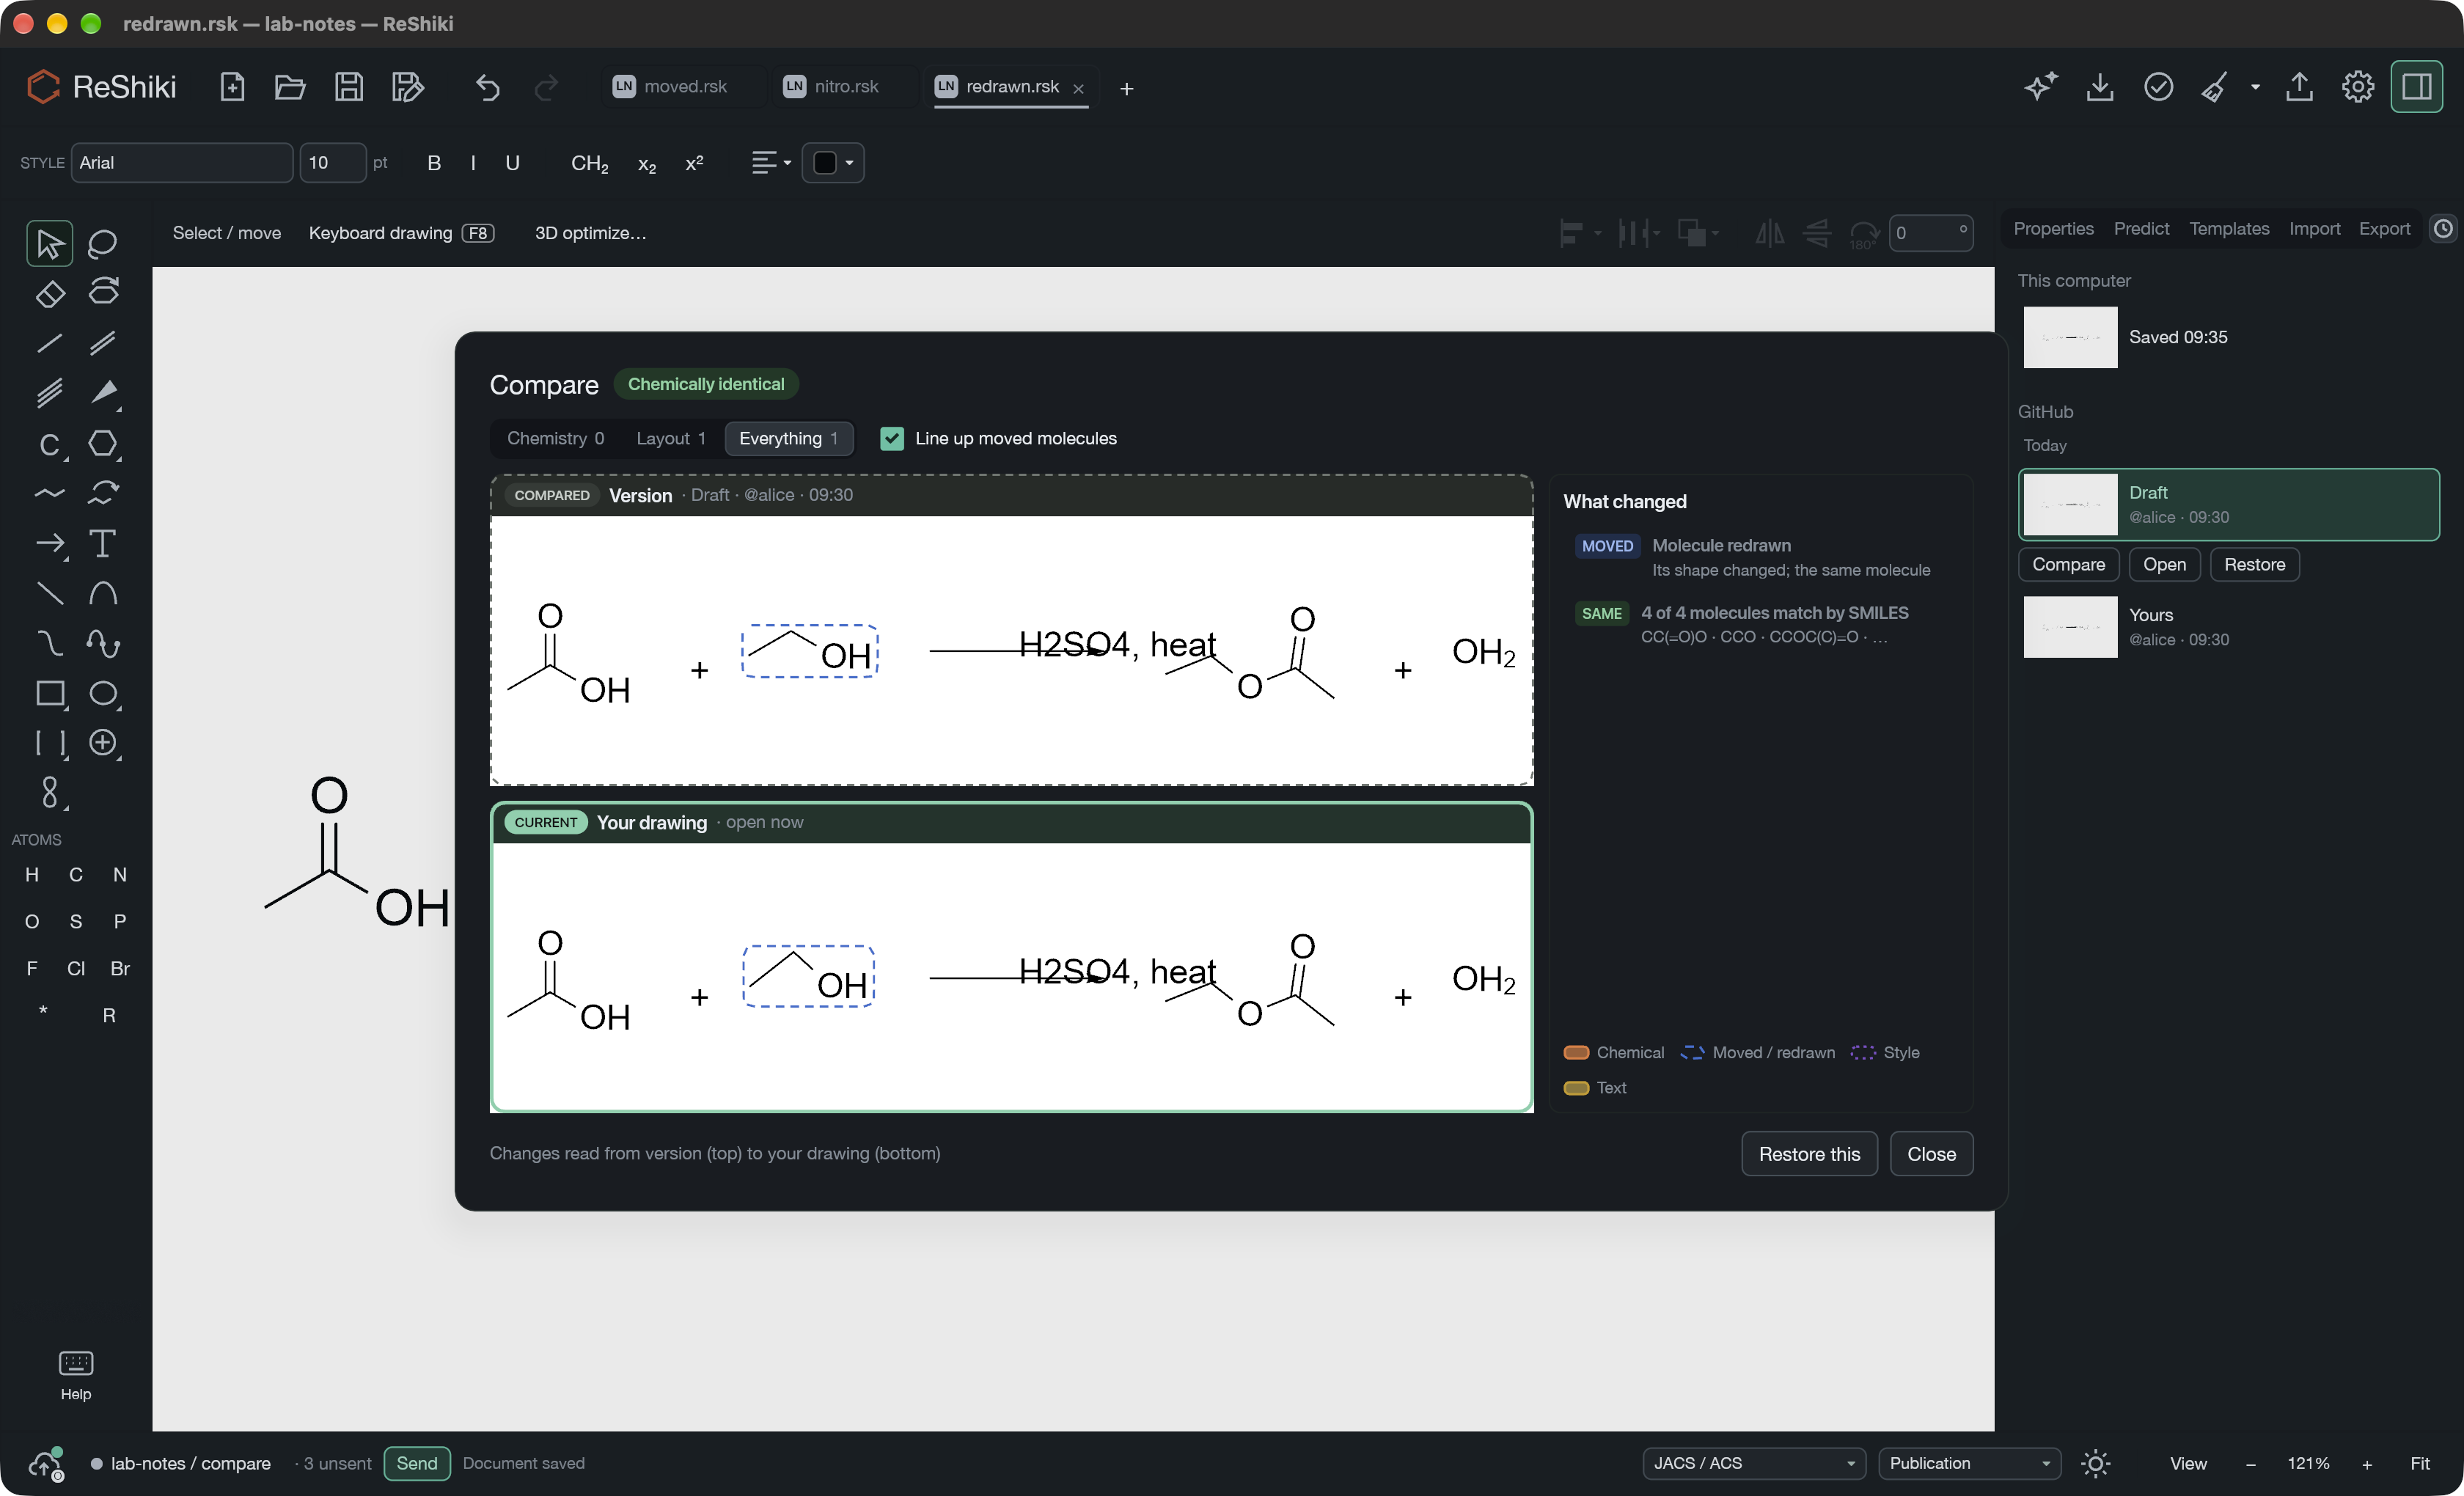 redrawn.rsk — lab-notes — ReShiki
ReShiki
LN moved.rsk
LN nitro.rsk
LN redrawn.rsk × +
STYLE Arial 10 pt B I U CH₂ x₂ x²
Select / move Keyboard drawing F8 3D optimize…
180° 0 °
Properties Predict Templates Import Export
This computer
Saved 09:35
GitHub
Today
Draft
@alice · 09:30
Compare Open Restore
Yours
@alice · 09:30
C
T
ATOMS
H C N
O S P
F Cl Br
* R
Help
O
OH
Compare Chemically identical
Chemistry 0 Layout 1 Everything 1 Line up moved molecules
COMPARED Version · Draft · @alice · 09:30
O
OH
+
OH
H2SO4, heat
O
O
+
OH₂
CURRENT Your drawing · open now
O
OH
+
OH
H2SO4, heat
O
O
+
OH₂
What changed
MOVED Molecule redrawn
Its shape changed; the same molecule
SAME 4 of 4 molecules match by SMILES
CC(=O)O · CCO · CCOC(C)=O · …
Chemical Moved / redrawn Style
Text
Changes read from version (top) to your drawing (bottom)
Restore this Close
lab-notes / compare · 3 unsent Send Document saved
JACS / ACS Publication View − 121% + Fit